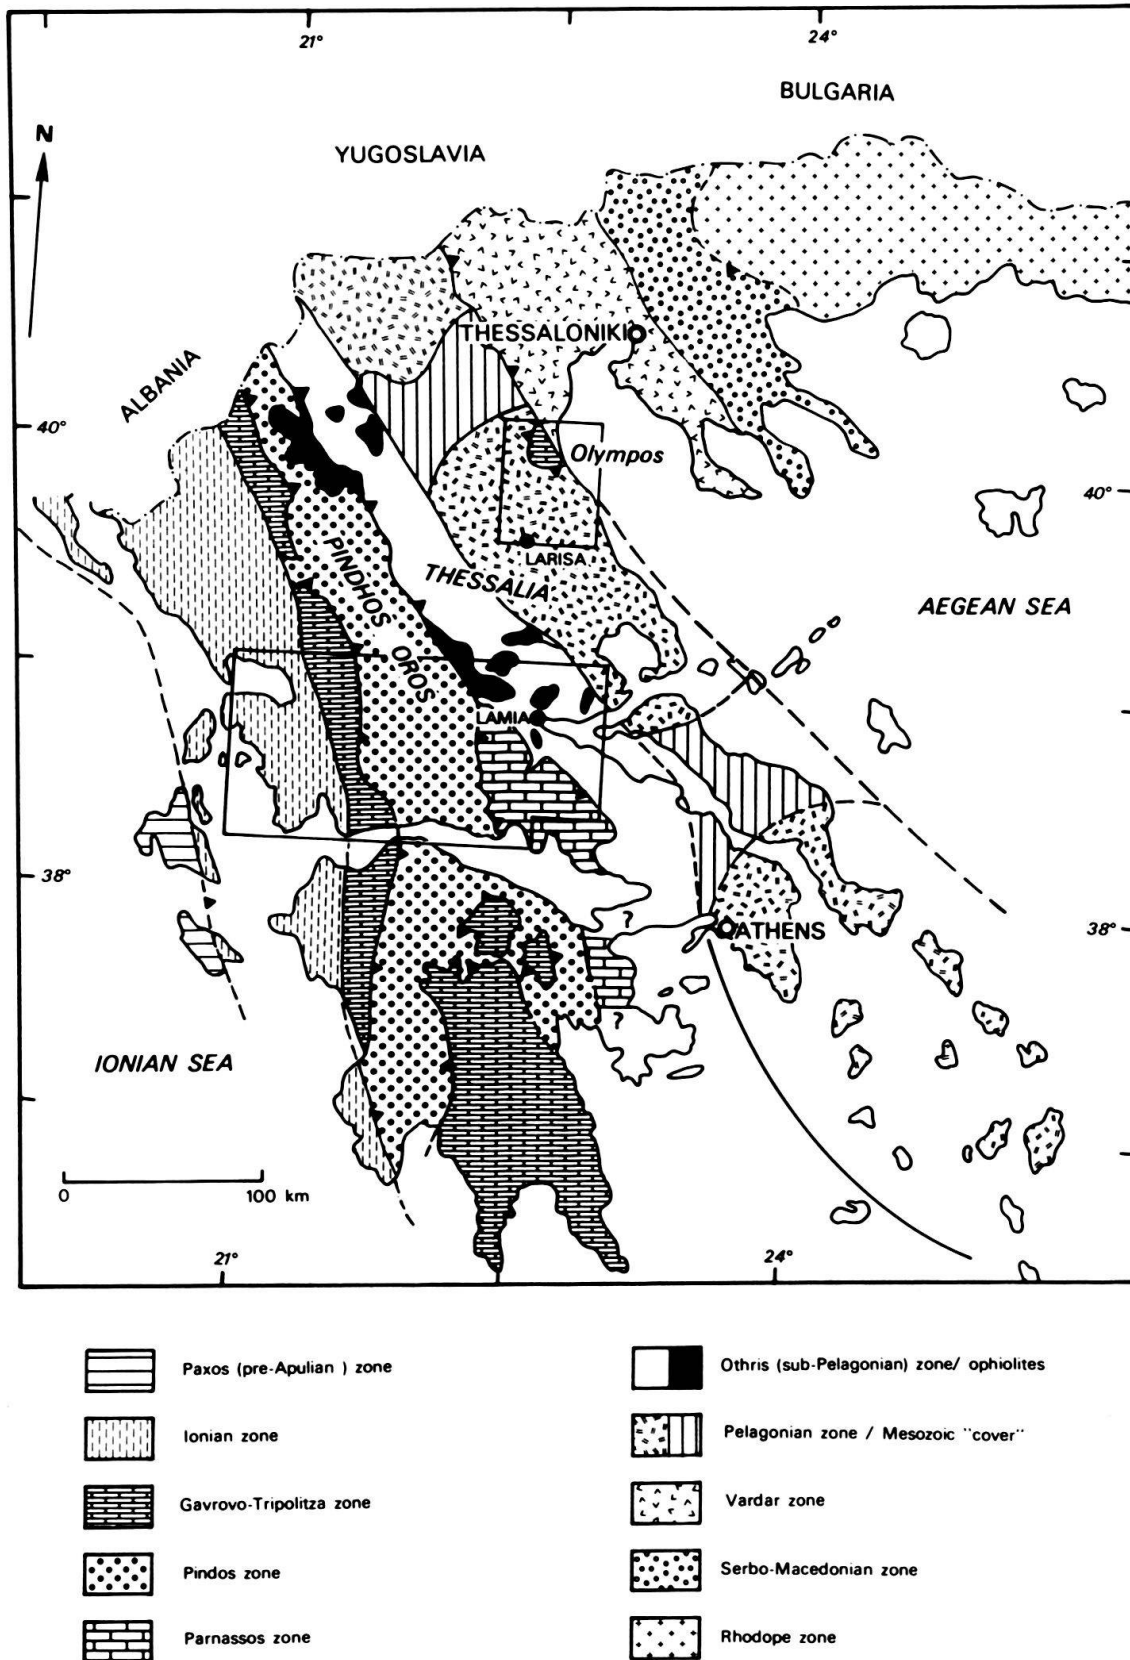 21°
24°
BULGARIA
N
YUGOSLAVIA
THESSALONIKI
ALBANIA
40°
Olympos
40°
PINDHOS OROS
LARISA
THESSALIA
AEGEAN SEA
LAMIA
38°
?
ATHENS
38°
?
IONIAN SEA
0
100 km
21°
24°
Paxos (pre-Apulian ) zone
Othris (sub-Pelagonian) zone/ ophiolites
Ionian zone
Pelagonian zone / Mesozoic "cover"
Gavrovo-Tripolitza zone
Vardar zone
Pindos zone
Serbo-Macedonian zone
Parnassos zone
Rhodope zone